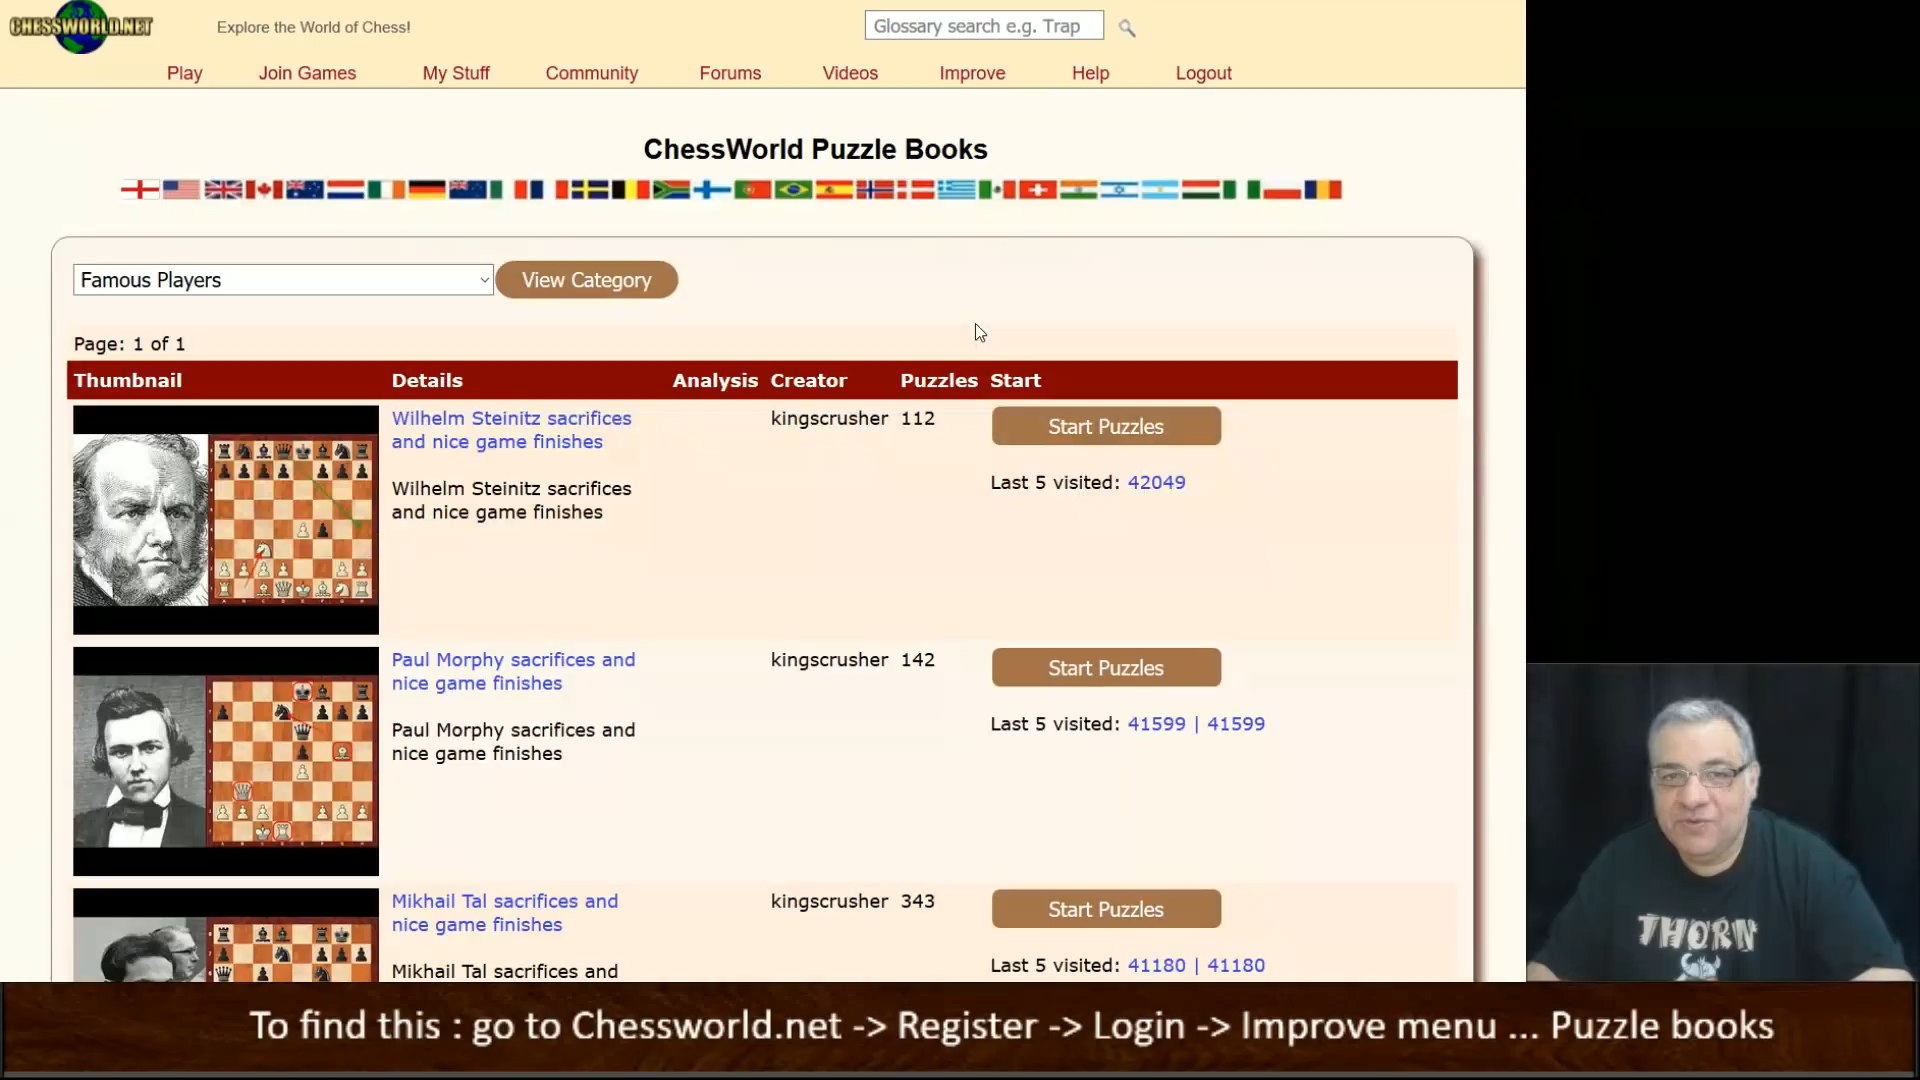 CHESSWORLD.NET
Explore the World of Chess!
Glossary search e.g. Trap
Play Join Games My Stuff Community Forums Videos Improve Help Logout
ChessWorld Puzzle Books
Famous Players
View Category
Page: 1 of 1
Thumbnail Details Analysis Creator Puzzles Start
Wilhelm Steinitz sacrifices
and nice game finishes
kingscrusher 112
Start Puzzles
Wilhelm Steinitz sacrifices
and nice game finishes
Last 5 visited: 42049
Paul Morphy sacrifices and
nice game finishes
kingscrusher 142
Start Puzzles
Paul Morphy sacrifices and
nice game finishes
Last 5 visited: 41599 | 41599
Mikhail Tal sacrifices and
nice game finishes
kingscrusher 343
Start Puzzles
Mikhail Tal sacrifices and
Last 5 visited: 41180 | 41180
THORN
To find this : go to Chessworld.net -> Register -> Login -> Improve menu ... Puzzle books